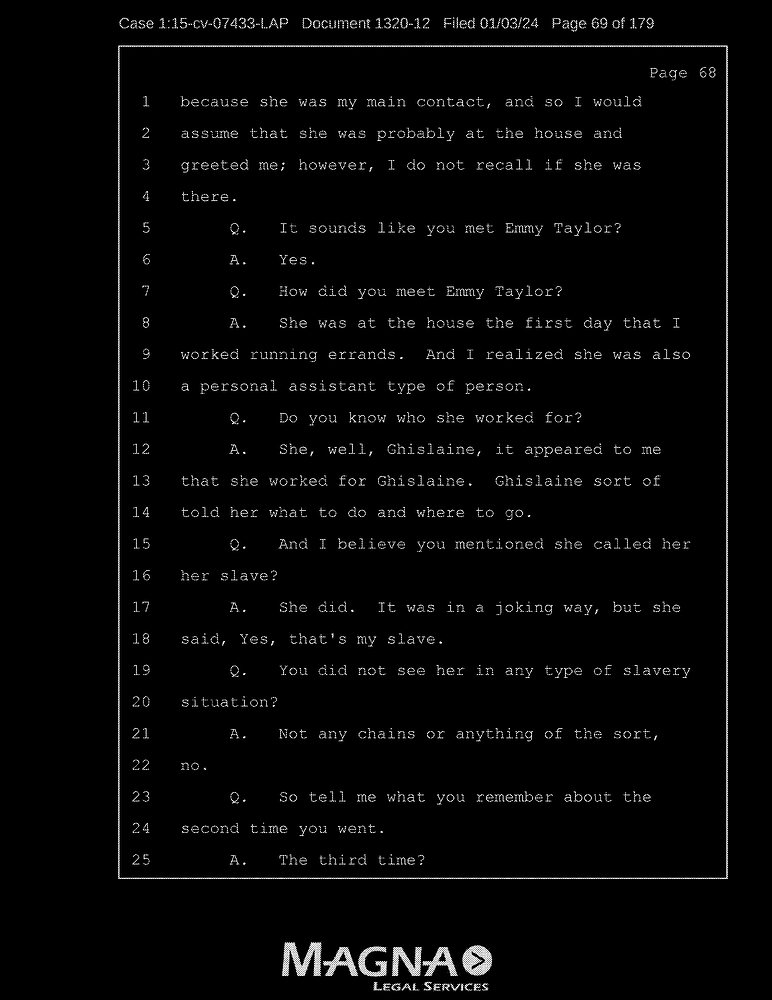 Case 1:15-cv-07433-LAP Document 1320-12 Filed 01/03/24 Page 69 of 179
Page 68
1 because she was my main contact, and so I would
2 assume that she was probably at the house and
3 greeted me; however, I do not recall if she was
4 there.
5 Q. It sounds like you met Emmy Taylor?
6 A. Yes.
7 Q. How did you meet Emmy Taylor?
8 A. She was at the house the first day that I
9 worked running errands. And I realized she was also
10 a personal assistant type of person.
11 Q. Do you know who she worked for?
12 A. She, well, Ghislaine, it appeared to me
13 that she worked for Ghislaine. Ghislaine sort of
14 told her what to do and where to go.
15 Q. And I believe you mentioned she called her
16 her slave?
17 A. She did. It was in a joking way, but she
18 said, Yes, that's my slave.
19 Q. You did not see her in any type of slavery
20 situation?
21 A. Not any chains or anything of the sort,
22 no.
23 Q. So tell me what you remember about the
24 second time you went.
25 A. The third time?
MAGNA
LEGAL SERVICES